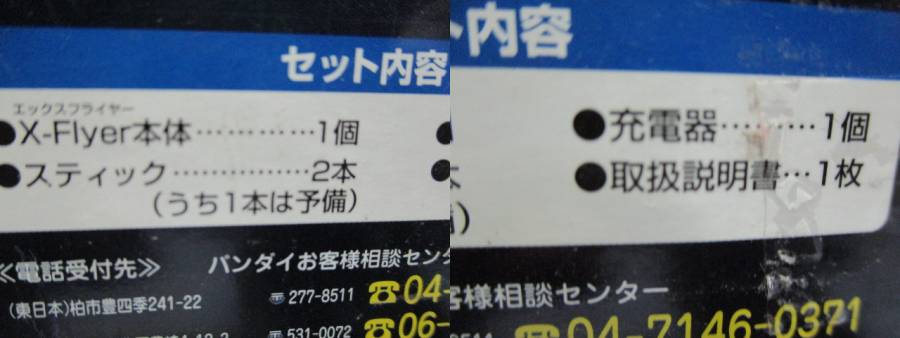 セット内容
エックスフライヤー
●X-Flyer本体…………1個
●スティック……………2本
(うち1本は予備)
≪電話受付先≫ バンダイお客様相談セン
(東日本)柏市豊四季241-22 〠277-8511 ☎04-
〠531-0072 ☎06-
ト内容
●充電器………1個
●取扱説明書…1枚
客様相談センター
☎04-7146-0371